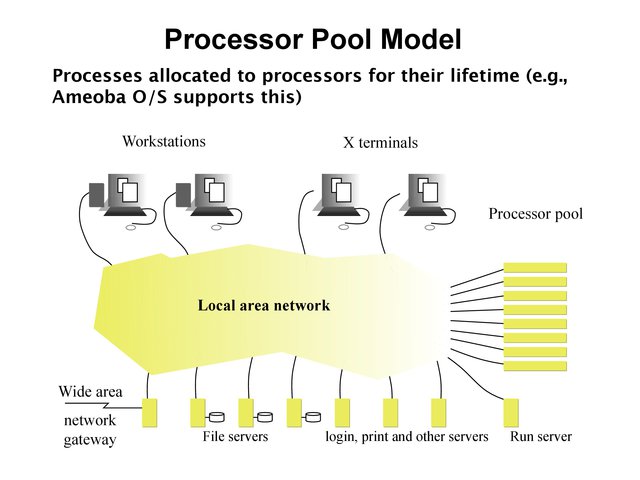 Processor Pool Model
Processes allocated to processors for their lifetime (e.g.,
Ameoba O/S supports this)
Workstations
X terminals
Processor pool
Local area network
Wide area
network
gateway
File servers
login, print and other servers
Run server